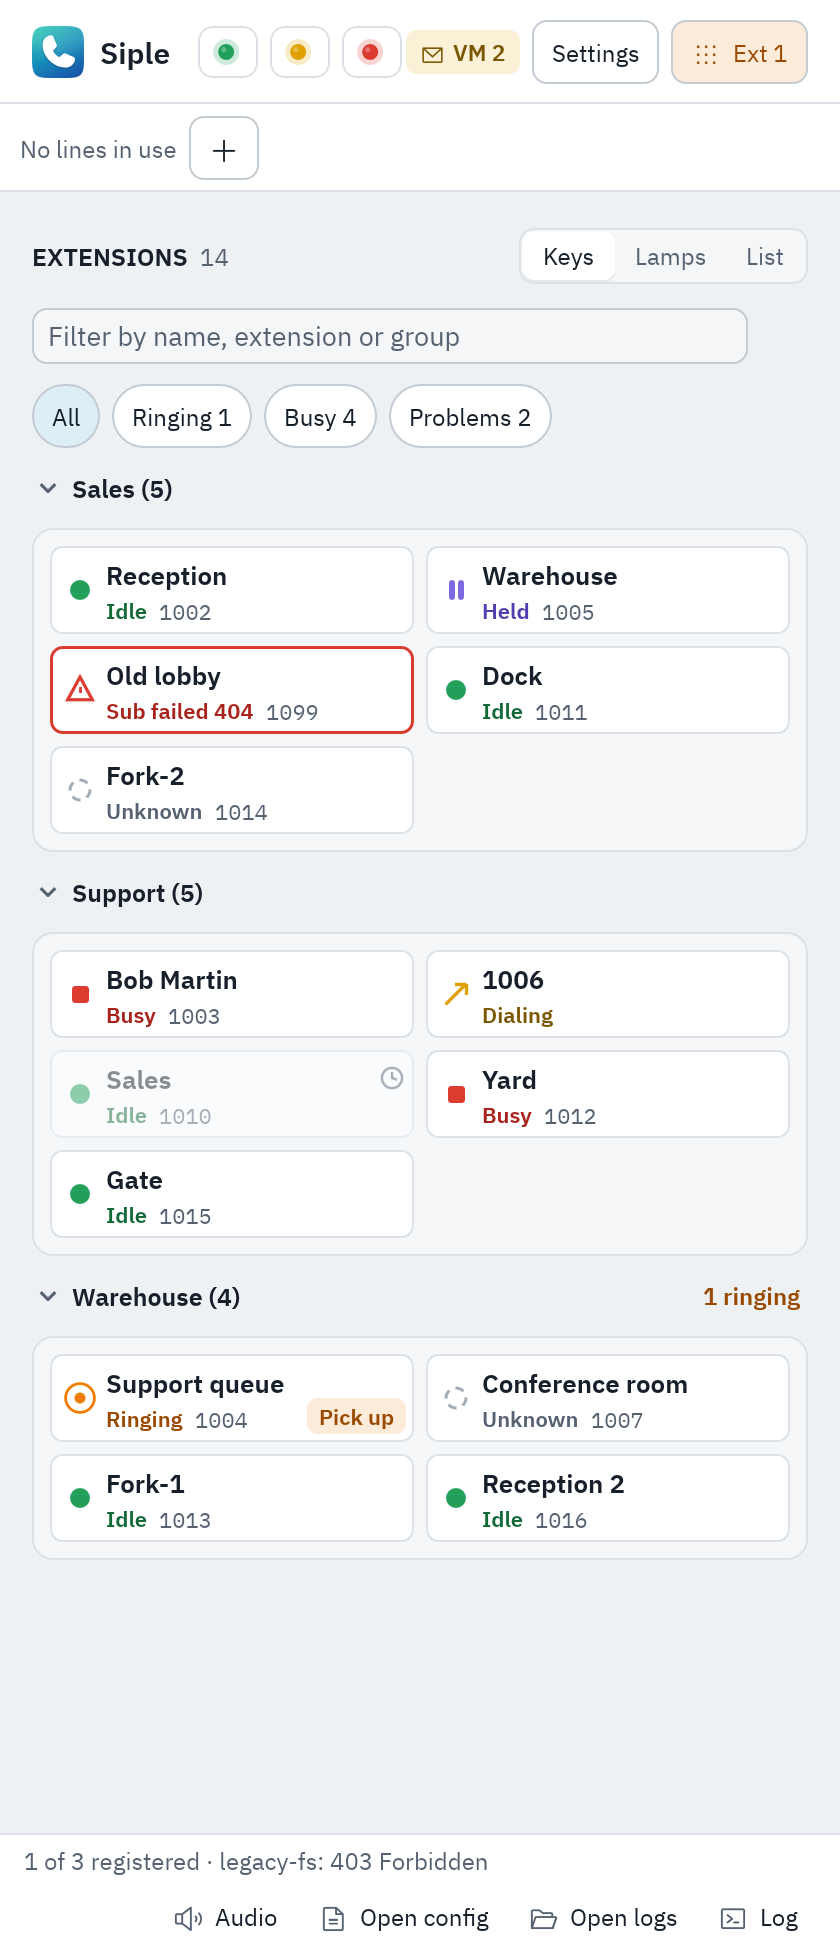 Siple VM 2 Settings Ext 1
No lines in use
EXTENSIONS 14 Keys Lamps List
Filter by name, extension or group
All Ringing 1 Busy 4 Problems 2
Sales (5)
Reception
Idle 1002
Warehouse
Held 1005
Old lobby
Sub failed 404 1099
Dock
Idle 1011
Fork-2
Unknown 1014
Support (5)
Bob Martin
Busy 1003
1006
Dialing
Sales
Idle 1010
Yard
Busy 1012
Gate
Idle 1015
Warehouse (4) 1 ringing
Support queue
Ringing 1004 Pick up
Conference room
Unknown 1007
Fork-1
Idle 1013
Reception 2
Idle 1016
1 of 3 registered · legacy-fs: 403 Forbidden
Audio Open config Open logs Log